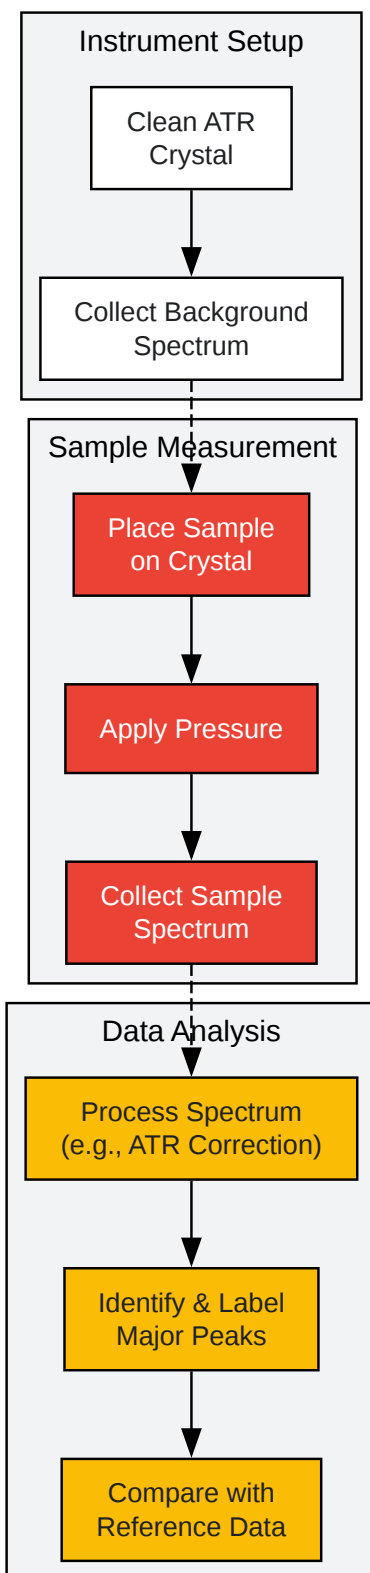 Instrument Setup
Clean ATR
Crystal
Collect Background
Spectrum
Sample Measurement
Place Sample
on Crystal
Apply Pressure
Collect Sample
Spectrum
Data Analysis
Process Spectrum
(e.g., ATR Correction)
Identify & Label
Major Peaks
Compare with
Reference Data